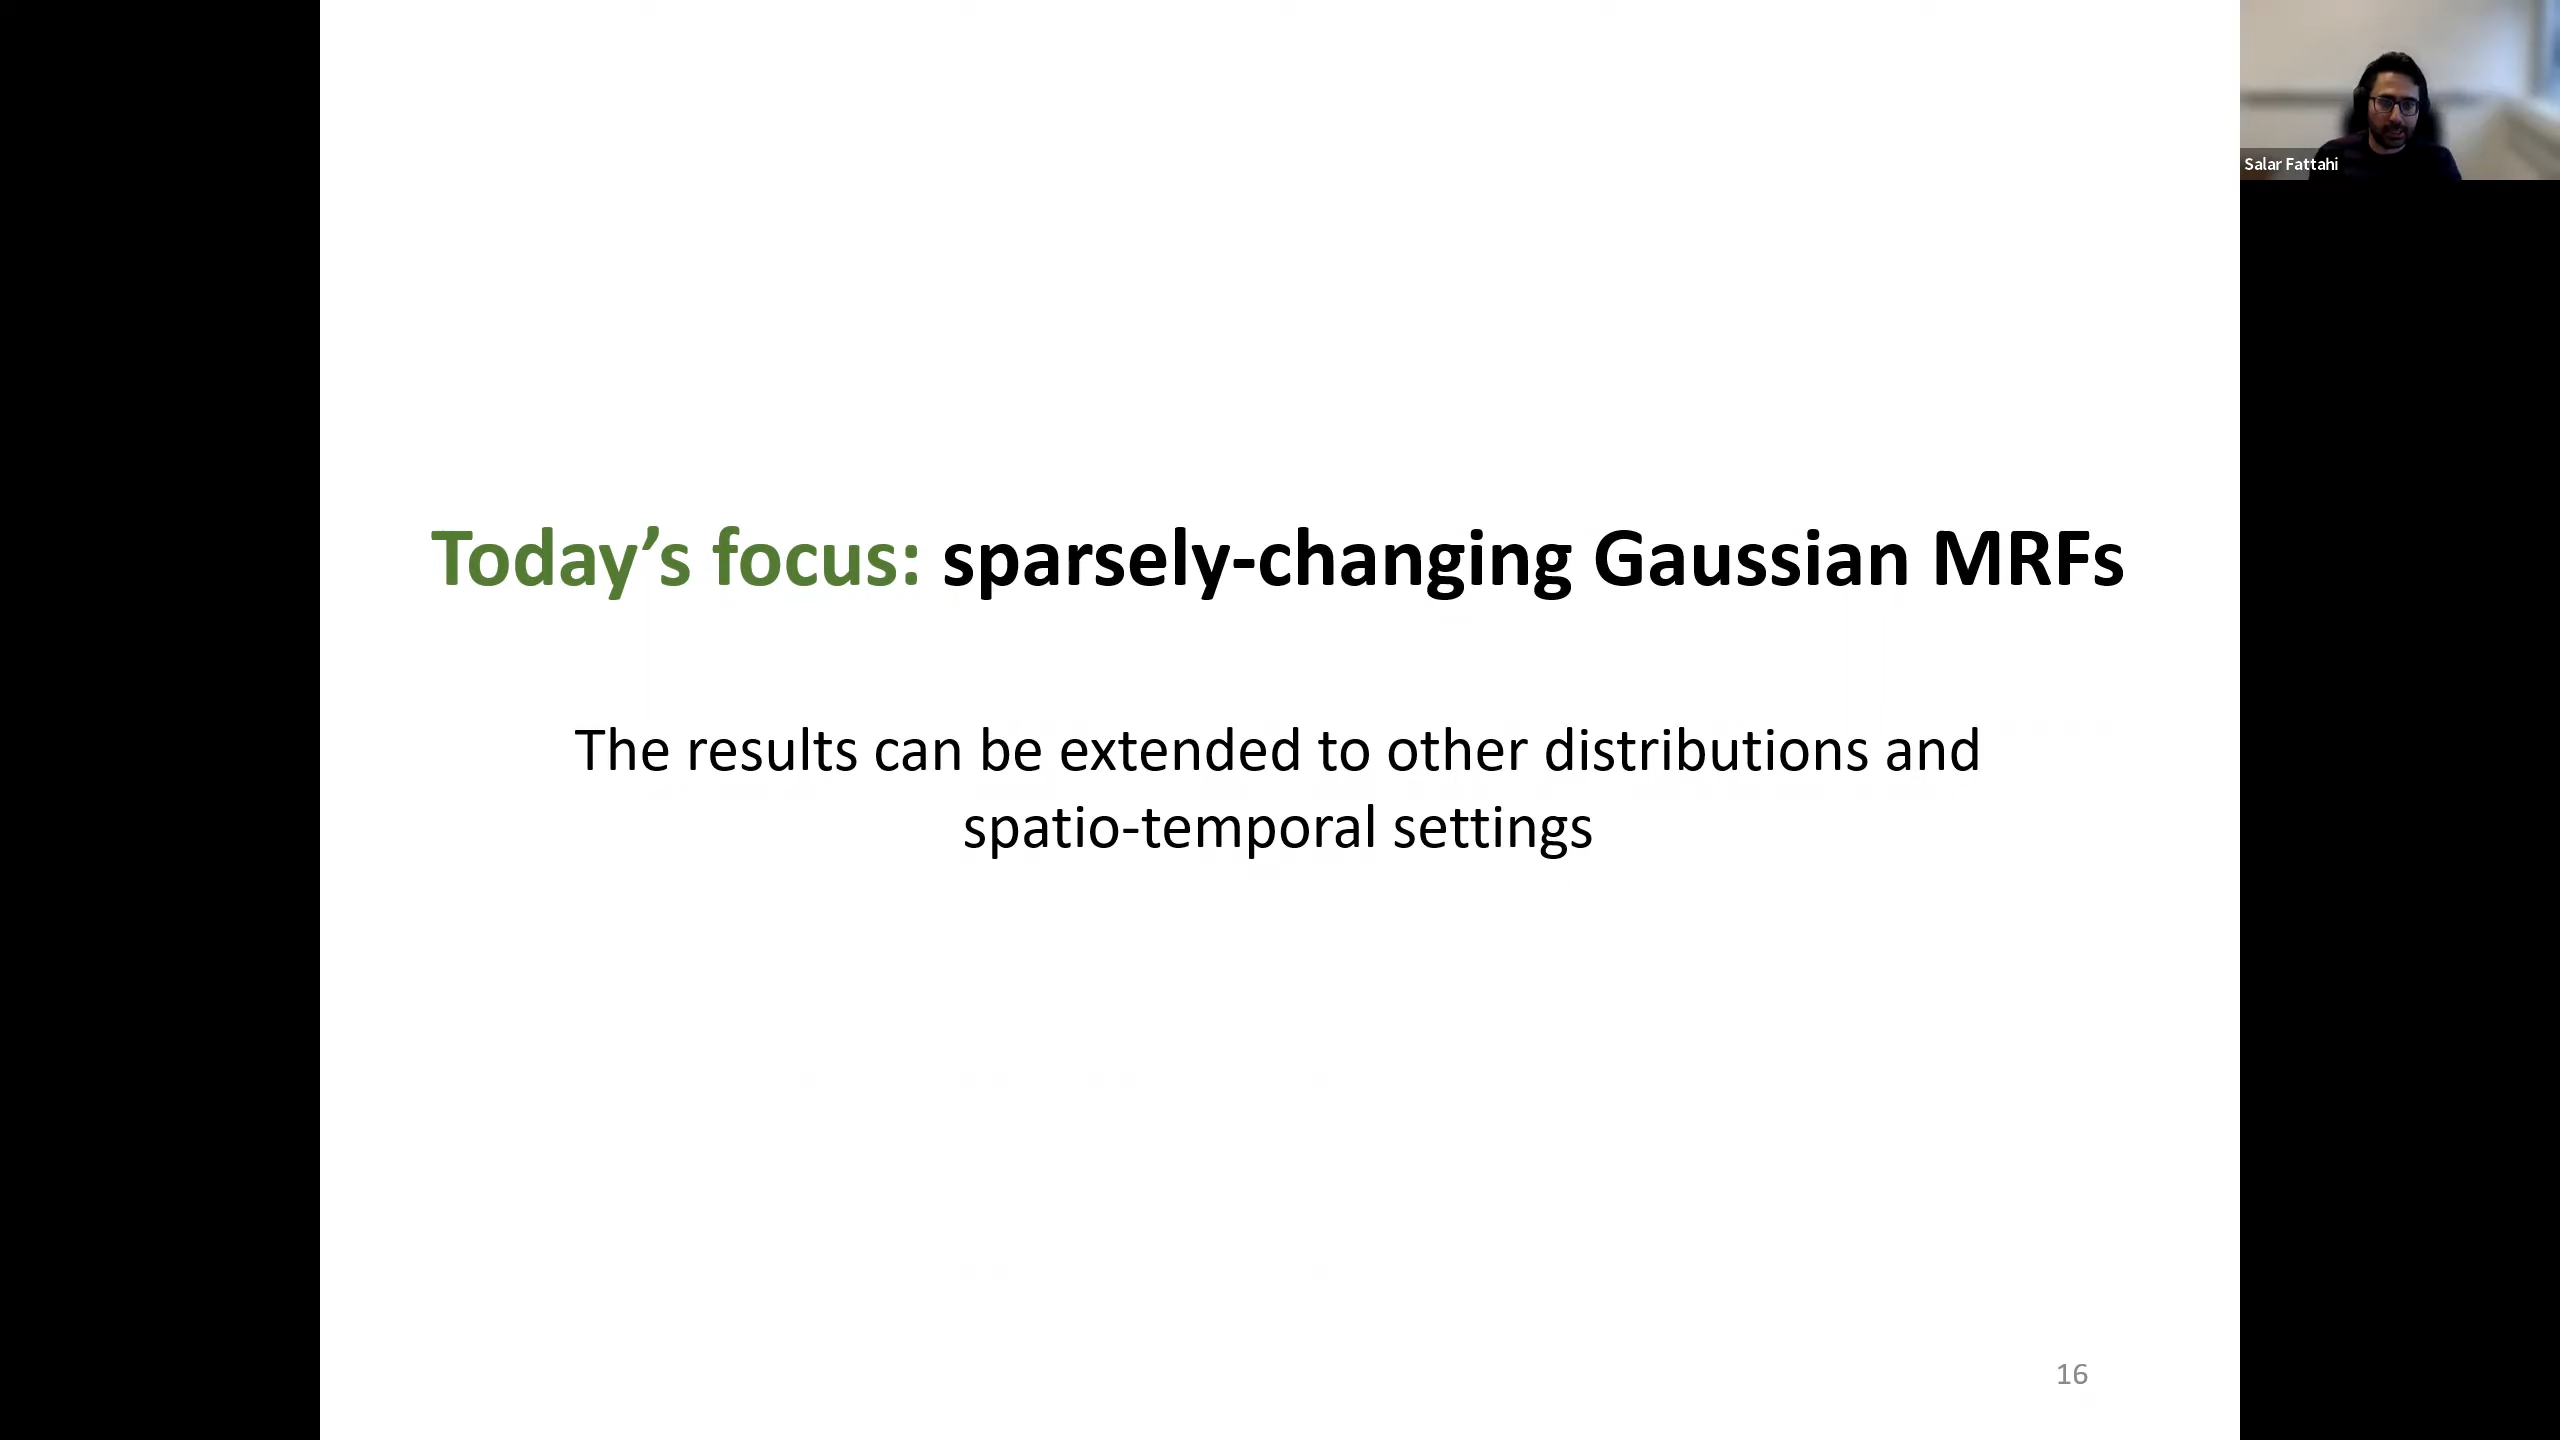 Salar Fattahi
Today’s focus: sparsely-changing Gaussian MRFs
The results can be extended to other distributions and
spatio-temporal settings
16